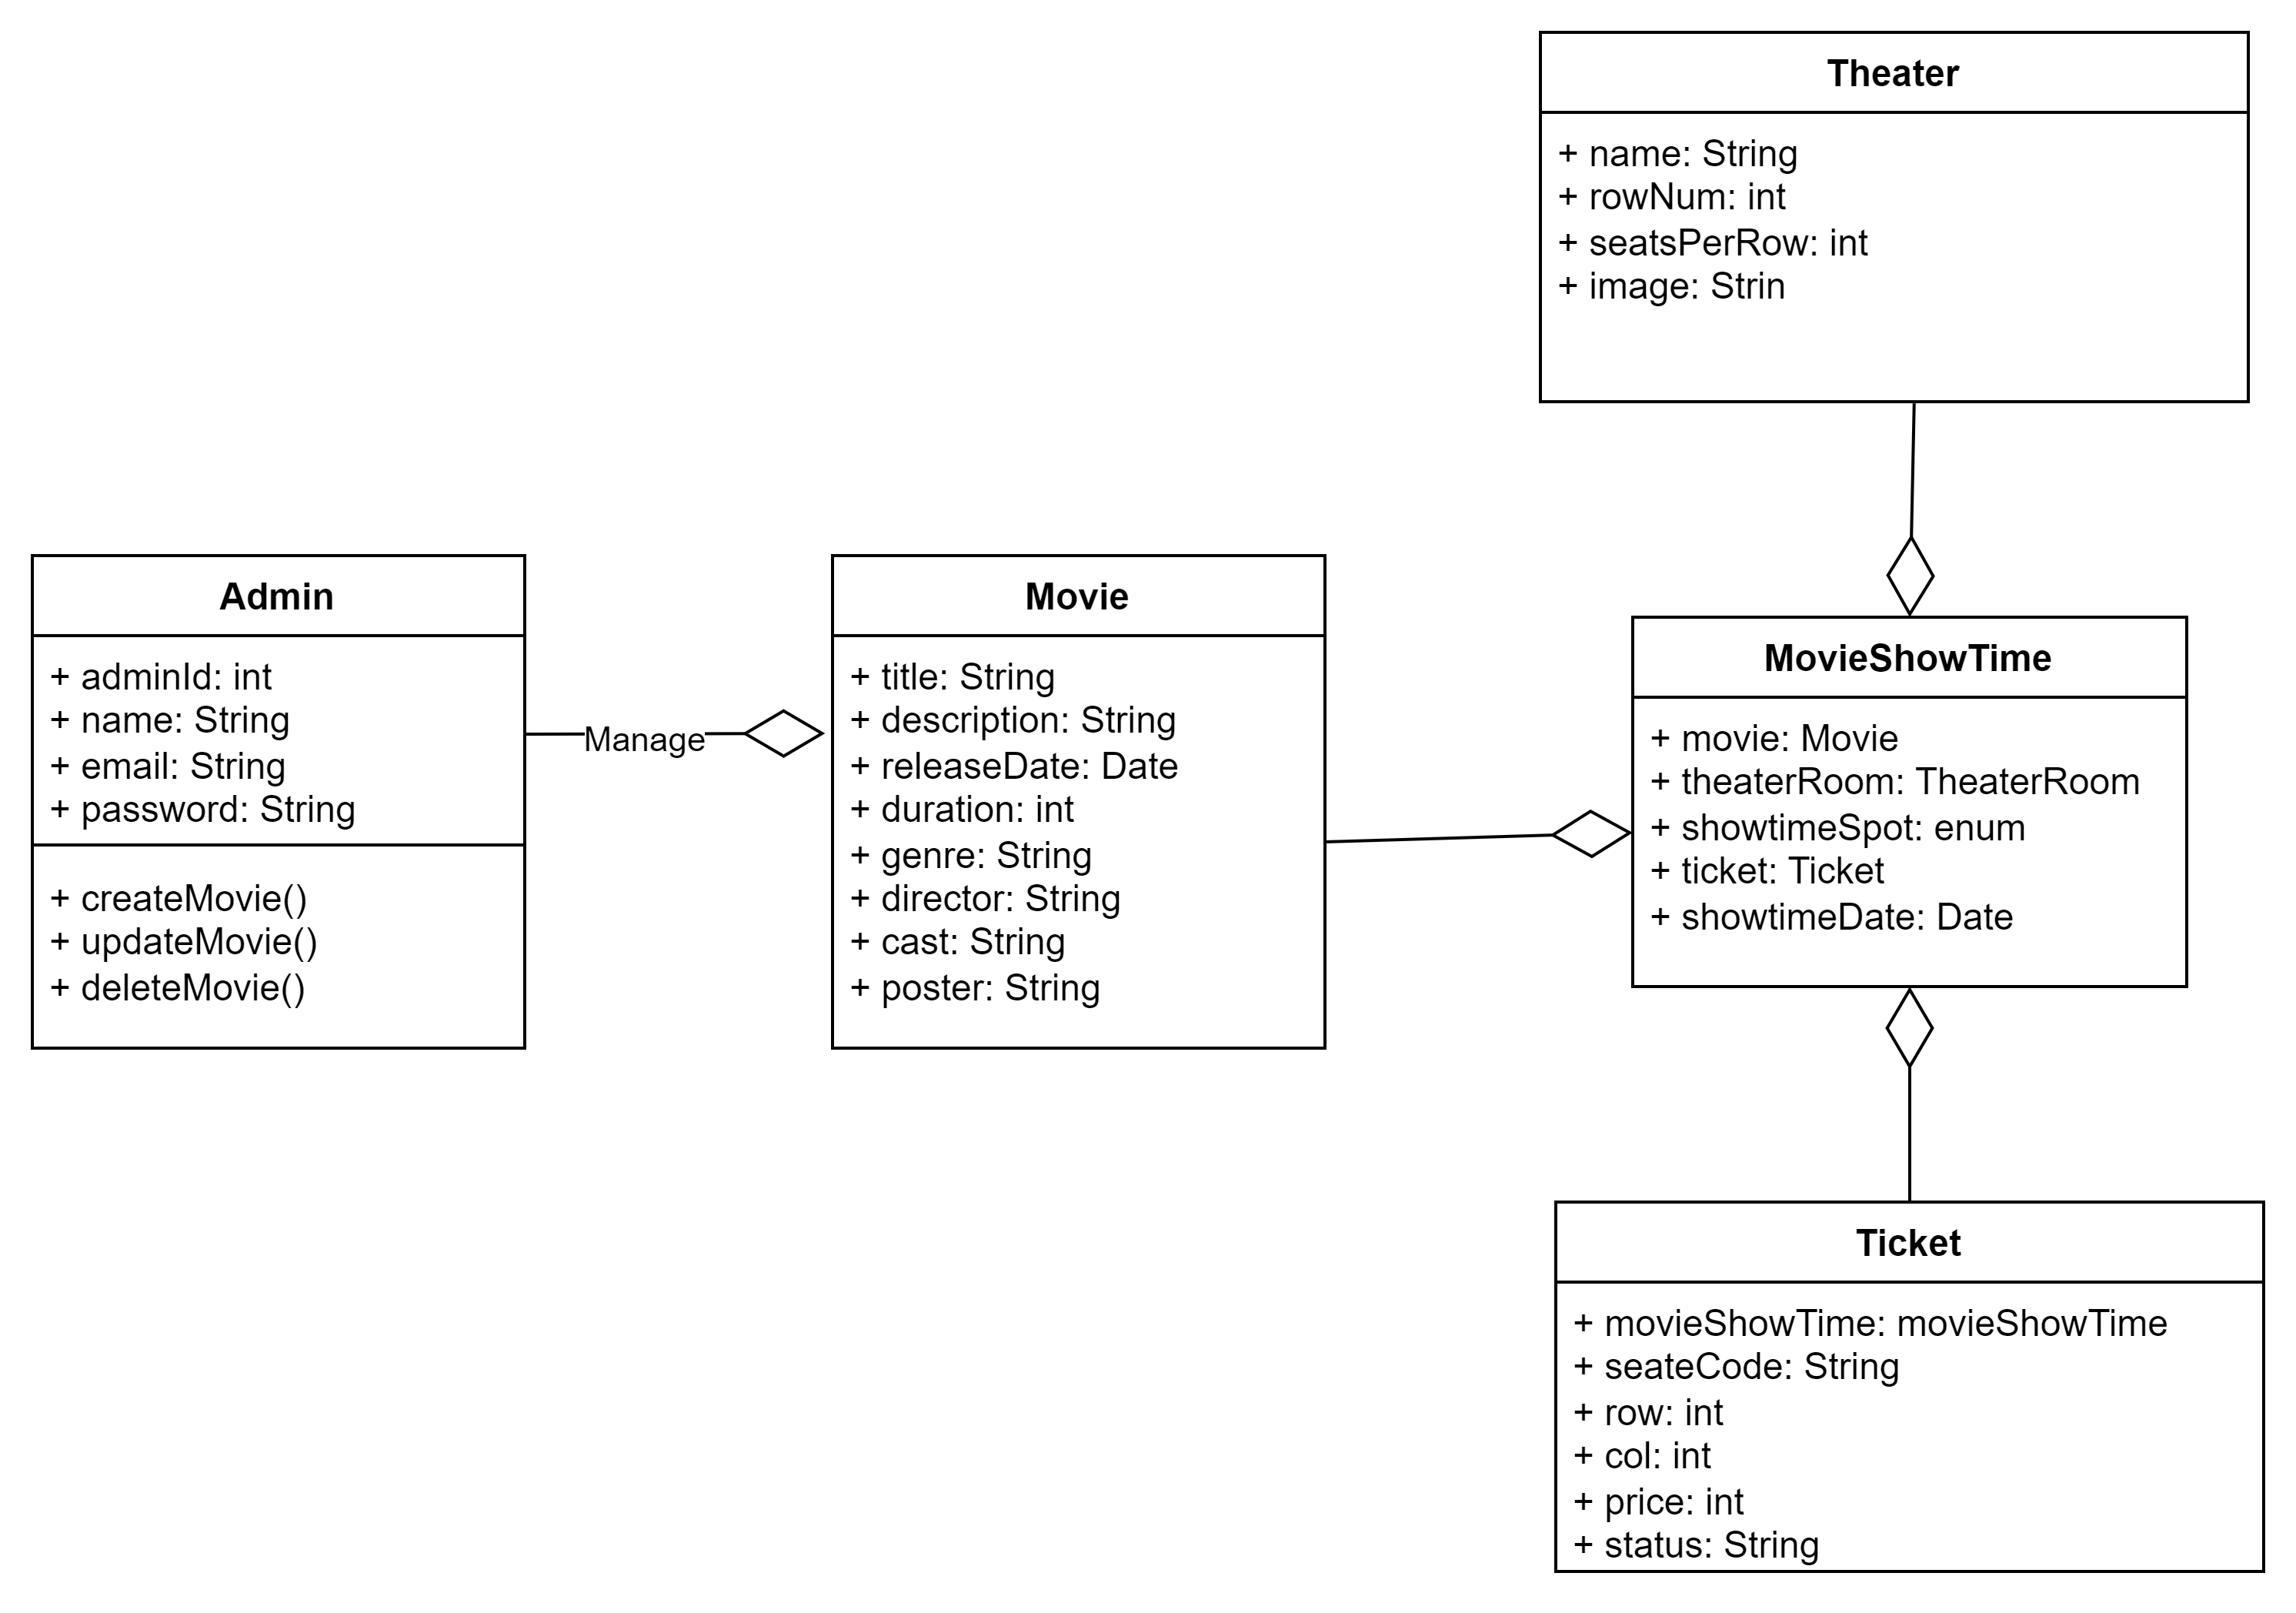 Theater
+ name: String
+ rowNum: int
+ seatsPerRow: int
+ image: Strin
Admin
+ adminId: int
+ name: String
+ email: String
+ password: String
+ createMovie()
+ updateMovie()
+ deleteMovie()
Manage
Movie
+ title: String
+ description: String
+ releaseDate: Date
+ duration: int
+ genre: String
+ director: String
+ cast: String
+ poster: String
MovieShowTime
+ movie: Movie
+ theaterRoom: TheaterRoom
+ showtimeSpot: enum
+ ticket: Ticket
+ showtimeDate: Date
Ticket
+ movieShowTime: movieShowTime
+ seateCode: String
+ row: int
+ col: int
+ price: int
+ status: String